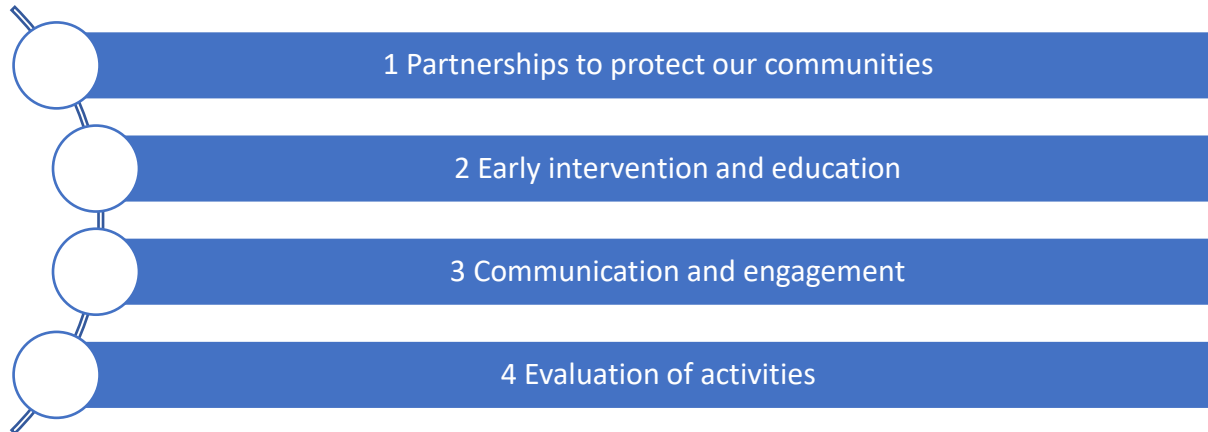 1 Partnerships to protect our communities
2 Early intervention and education
3 Communication and engagement
4 Evaluation of activities